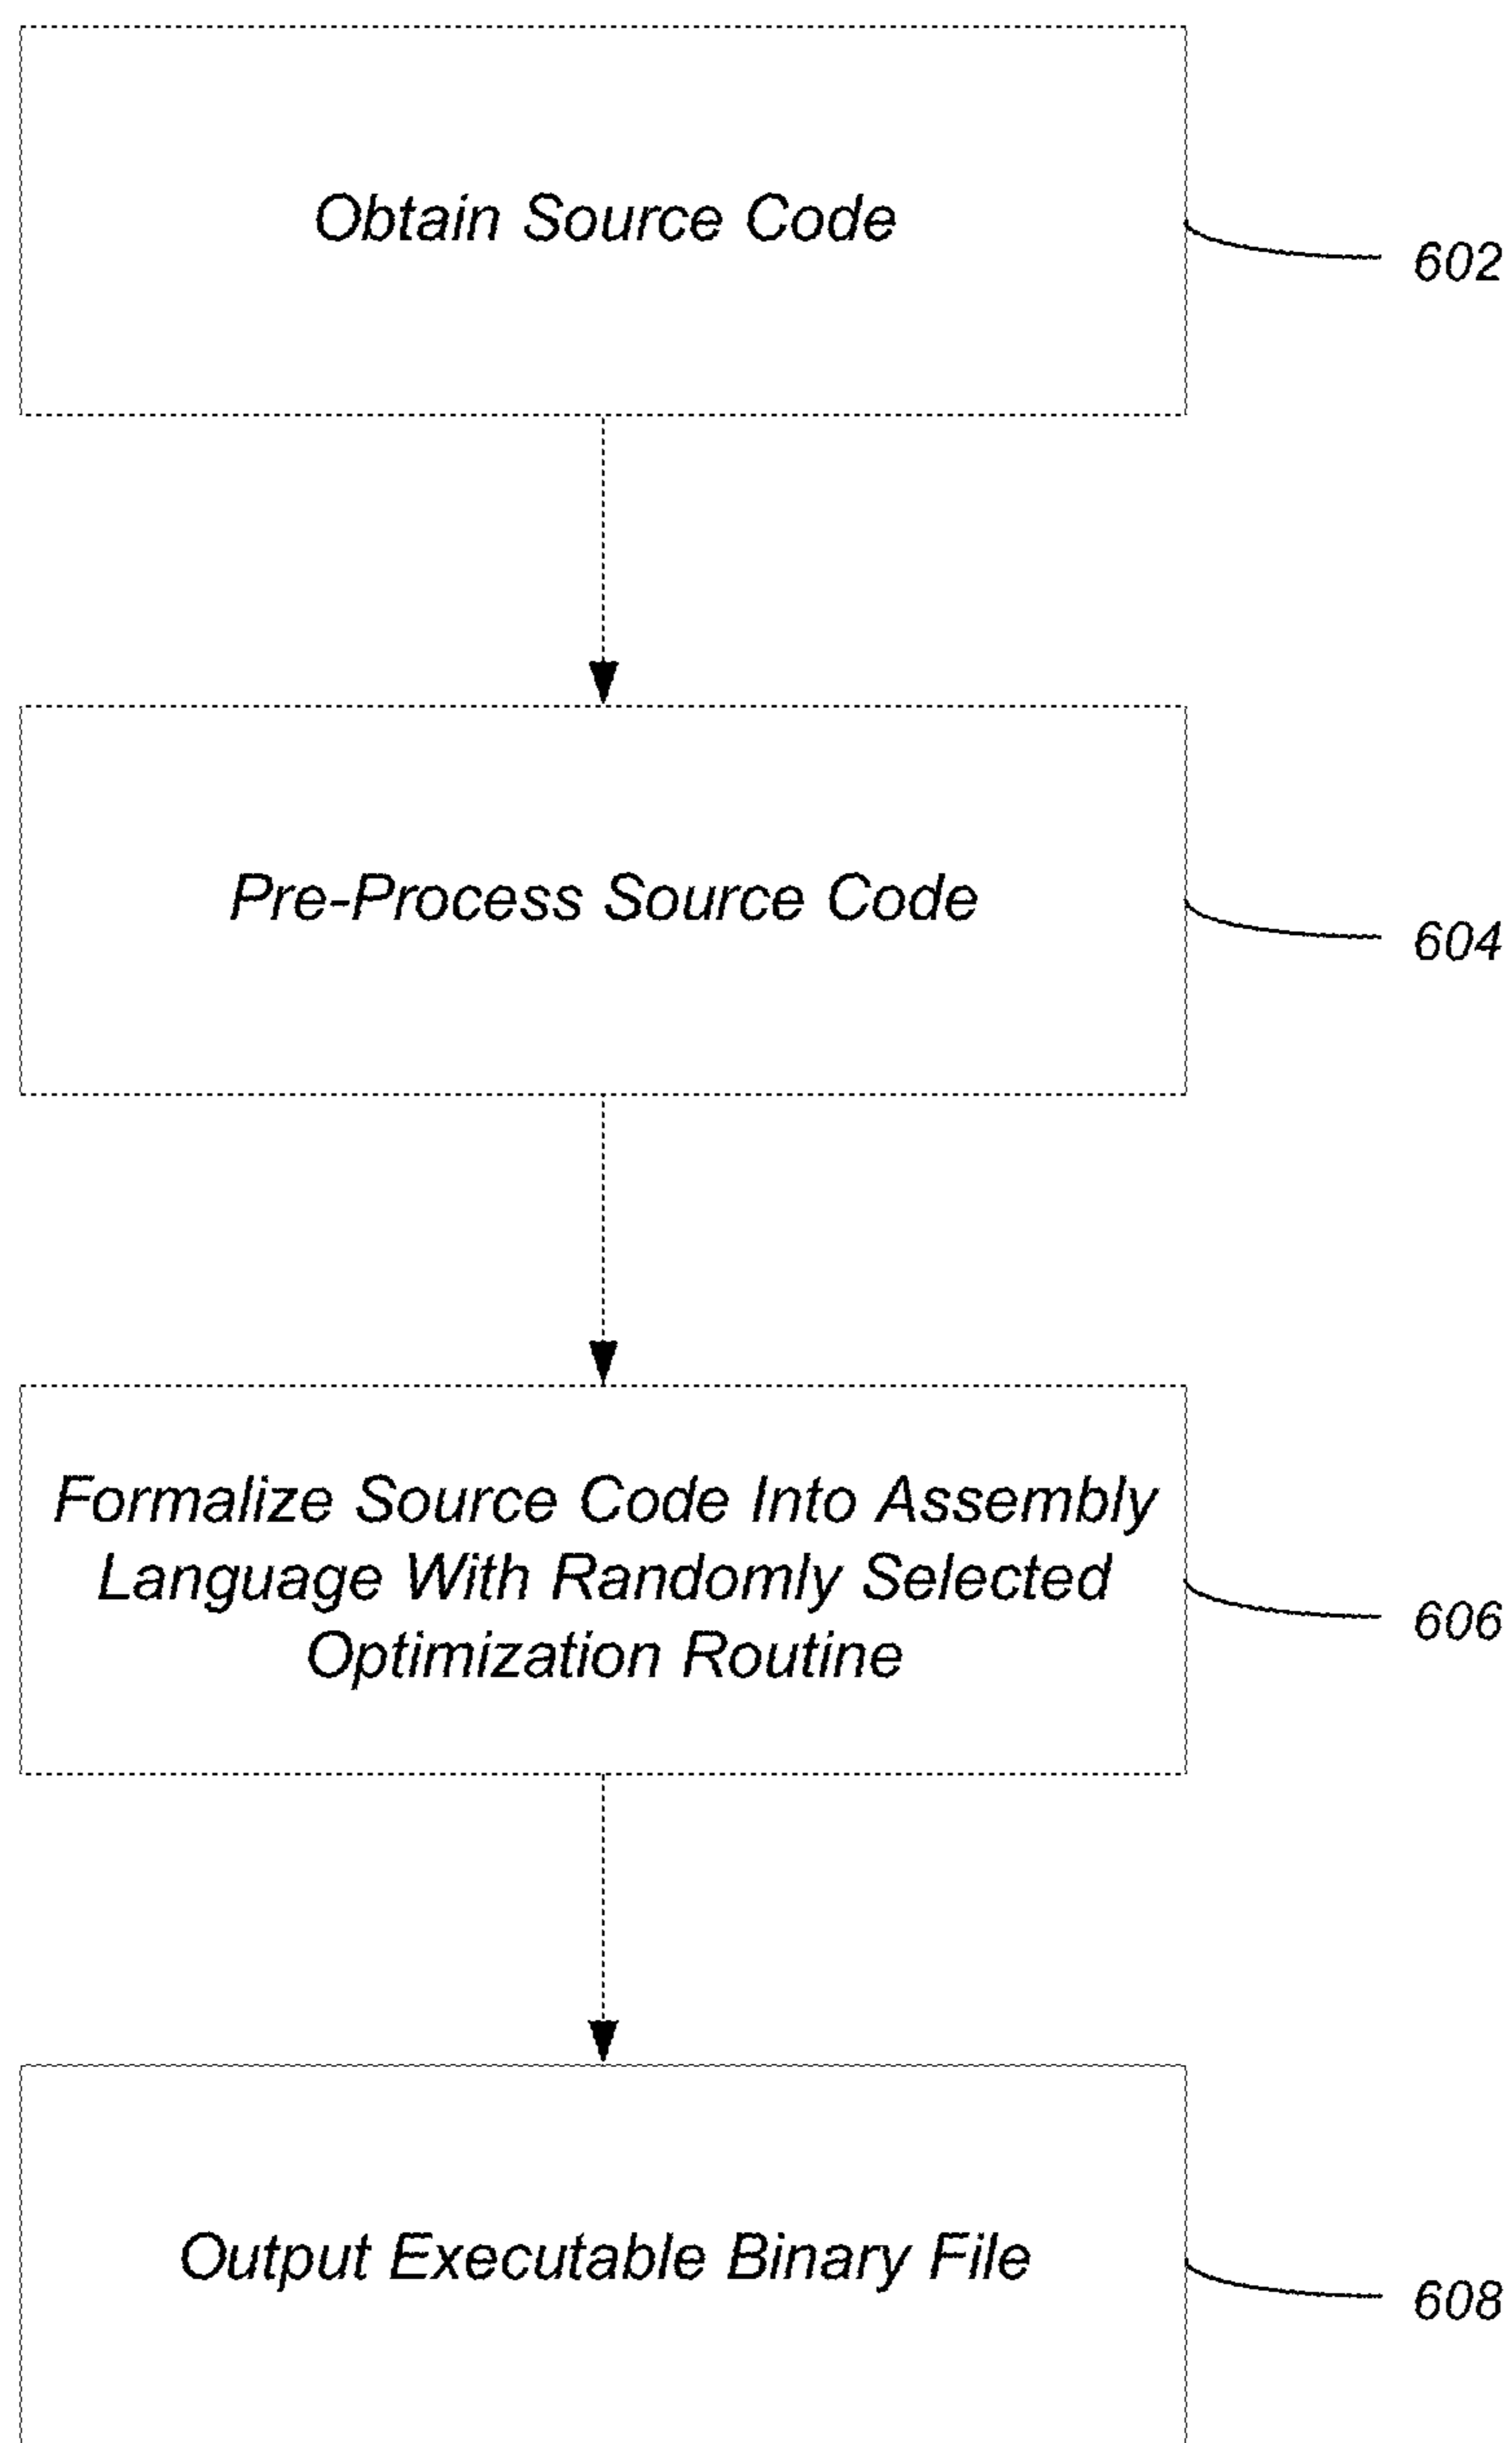 Obtain Source Code
602
Pre-Process Source Code
604
Formalize Source Code Into Assembly
Language With Randomly Selected
Optimization Routine
606
Output Executable Binary File
608